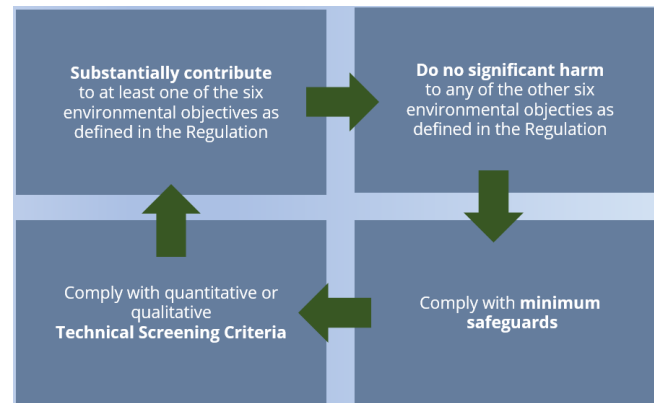 Substantially contribute
to at least one of the six
environmental objectives as
defined in the Regulation
Do no significant harm
to any of the other six
environmental objecties as
defined in the Regulation
Comply with quantitative or
qualitative
Technical Screening Criteria
Comply with minimum
safeguards